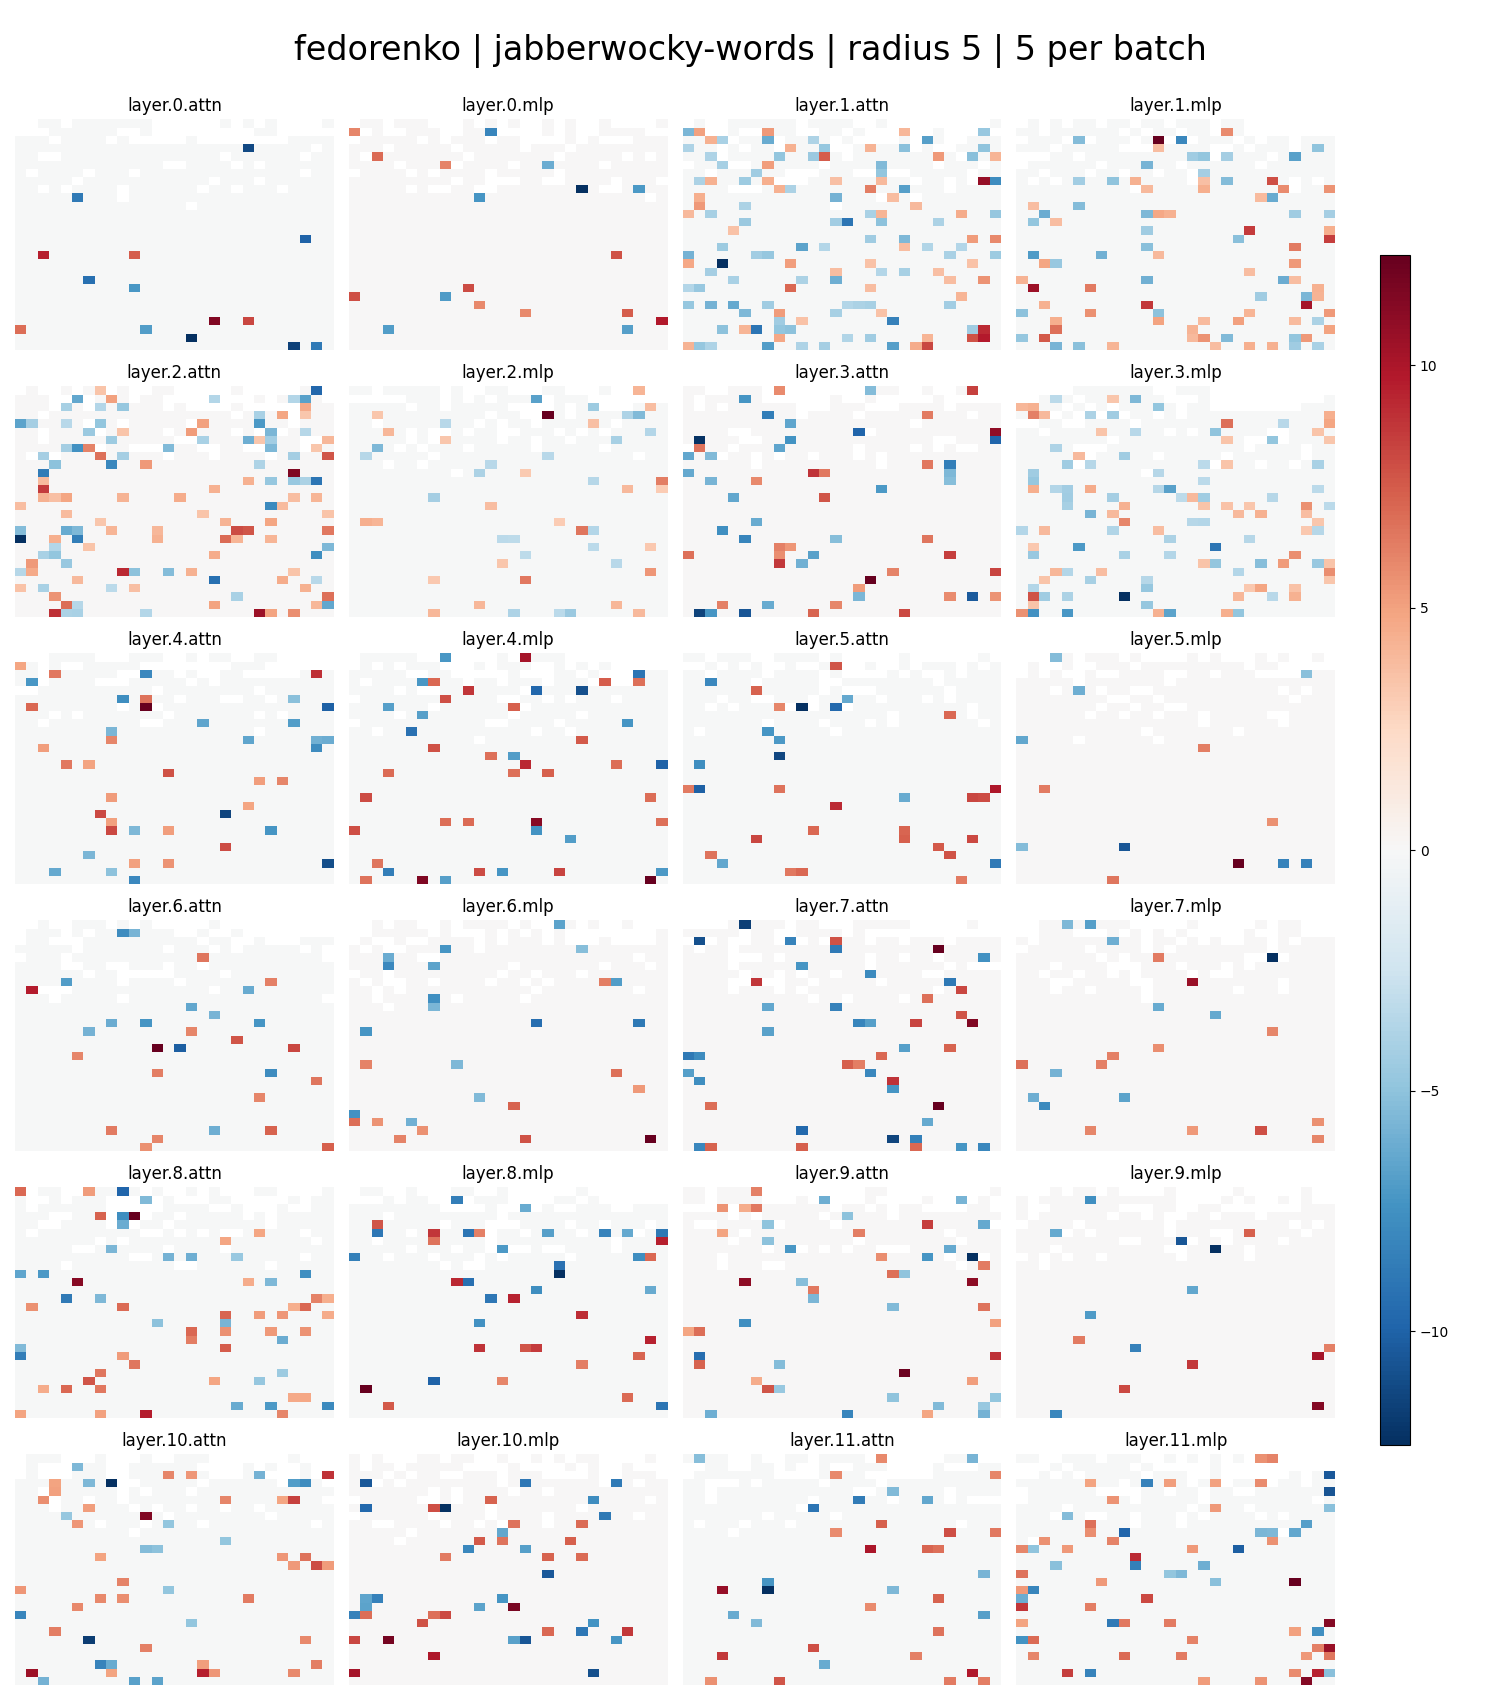 fedorenko | jabberwocky-words | radius 5 | 5 per batch
layer.0.attn layer.0.mlp layer.1.attn layer.1.mlp
layer.2.attn layer.2.mlp layer.3.attn layer.3.mlp
layer.4.attn layer.4.mlp layer.5.attn layer.5.mlp
layer.6.attn layer.6.mlp layer.7.attn layer.7.mlp
layer.8.attn layer.8.mlp layer.9.attn layer.9.mlp
layer.10.attn layer.10.mlp layer.11.attn layer.11.mlp
10
5
0
−5
−10